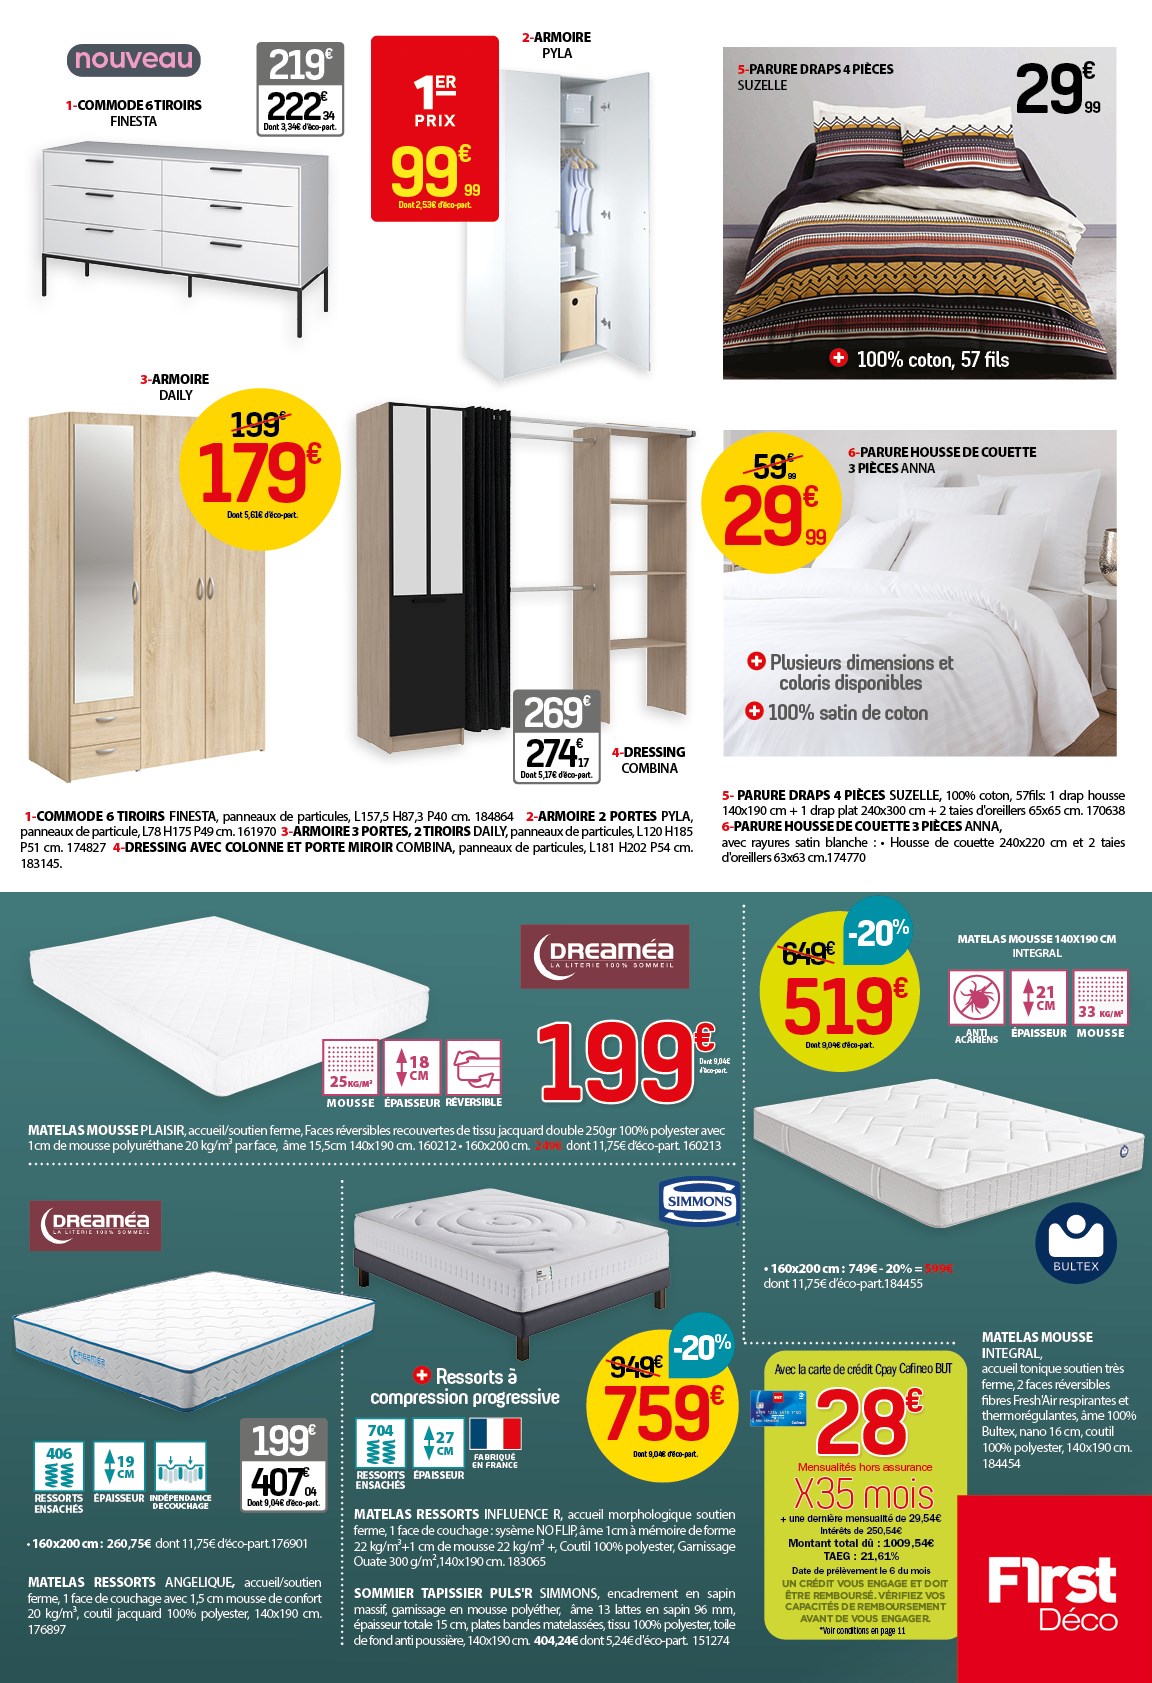 nouveau
1-COMMODE 6 TIROIRS
FINESTA
219€
222€34
Dont 3,34€ d'éco-part.
1ER
PRIX
99€99
Dont 2,53€ d'éco-part.
2-ARMOIRE
PYLA
5-PARURE DRAPS 4 PIÈCES
SUZELLE
29€99
100% coton, 57 fils
3-ARMOIRE
DAILY
199€
179€
Dont 5,61€ d'éco-part.
269€
274€17
Dont 5,17€ d'éco-part.
4-DRESSING
COMBINA
59€99
29€99
6-PARURE HOUSSE DE COUETTE
3 PIÈCES ANNA
Plusieurs dimensions et
coloris disponibles
100% satin de coton
1-COMMODE 6 TIROIRS FINESTA, panneaux de particules, L157,5 H87,3 P40 cm. 184864 2-ARMOIRE 2 PORTES PYLA,
panneaux de particule, L78 H175 P49 cm. 161970 3-ARMOIRE 3 PORTES, 2 TIROIRS DAILY, panneaux de particules, L120 H185
P51 cm. 174827 4-DRESSING AVEC COLONNE ET PORTE MIROIR COMBINA, panneaux de particules, L181 H202 P54 cm.
183145.
5- PARURE DRAPS 4 PIÈCES SUZELLE, 100% coton, 57fils: 1 drap housse
140x190 cm + 1 drap plat 240x300 cm + 2 taies d'oreillers 65x65 cm. 170638
6-PARURE HOUSSE DE COUETTE 3 PIÈCES ANNA,
avec rayures satin blanche : • Housse de couette 240x220 cm et 2 taies
d'oreillers 63x63 cm.174770
DREAMéA
LA LITERIE 100% SOMMEIL
199€
Dont 9,04€
d'éco-part.
25KG/M³
MOUSSE
18
CM
ÉPAISSEUR
RÉVERSIBLE
MATELAS MOUSSE PLAISIR, accueil/soutien ferme, Faces réversibles recouvertes de tissu jacquard double 250gr 100% polyester avec
1cm de mousse polyuréthane 20 kg/m³ par face, âme 15,5cm 140x190 cm. 160212 • 160x200 cm. 249€ dont 11,75€ d'éco-part. 160213
649€
-20%
519€
Dont 9,04€ d'éco-part.
MATELAS MOUSSE 140X190 CM
INTEGRAL
ANTI
ACARIENS
21
CM
ÉPAISSEUR
33 KG/M³
MOUSSE
BULTEX
• 160x200 cm : 749€ - 20% = 599€
dont 11,75€ d'éco-part.184455
MATELAS MOUSSE
INTEGRAL,
accueil tonique soutien très
ferme, 2 faces réversibles
fibres Fresh'Air respirantes et
thermorégulantes, âme 100%
Bultex, nano 16 cm, coutil
100% polyester, 140x190 cm.
184454
DREAMéA
LA LITERIE 100% SOMMEIL
DREAMéA
406
RESSORTS
ENSACHÉS
19
CM
ÉPAISSEUR
INDÉPENDANCE
DE COUCHAGE
199€
407€04
Dont 9,04€ d'éco-part.
• 160x200 cm : 260,75€ dont 11,75€ d'éco-part.176901
MATELAS RESSORTS ANGELIQUE, accueil/soutien
ferme, 1 face de couchage avec 1,5 cm mousse de confort
20 kg/m³, coutil jacquard 100% polyester, 140x190 cm.
176897
SIMMONS
Ressorts à
compression progressive
704
RESSORTS
ENSACHÉS
27
CM
ÉPAISSEUR
FABRIQUÉ
EN FRANCE
949€
-20%
759€
Dont 9,04€ d'éco-part.
MATELAS RESSORTS INFLUENCE R, accueil morphologique soutien
ferme, 1 face de couchage : sysème NO FLIP, âme 1cm à mémoire de forme
22 kg/m³+1 cm de mousse 22 kg/m³ +, Coutil 100% polyester, Garnissage
Ouate 300 g/m²,140x190 cm. 183065
SOMMIER TAPISSIER PULS'R SIMMONS, encadrement en sapin
massif, garnissage en mousse polyéther, âme 13 lattes en sapin 96 mm,
épaisseur totale 15 cm, plates bandes matelassées, tissu 100% polyester, toile
de fond anti poussière, 140x190 cm. 404,24€ dont 5,24€ d'éco-part. 151274
Avec la carte de crédit Cpay Cafineo BUT
28€
Mensualités hors assurance
X35 mois
+ une dernière mensualité de 29,54€
Intérêts de 250,54€
Montant total dû : 1009,54€
TAEG : 21,61%
Date de prélèvement le 6 du mois
UN CRÉDIT VOUS ENGAGE ET DOIT
ÊTRE REMBOURSÉ. VÉRIFIEZ VOS
CAPACITÉS DE REMBOURSEMENT
AVANT DE VOUS ENGAGER.
*Voir conditions en page 11
F1rst
Déco